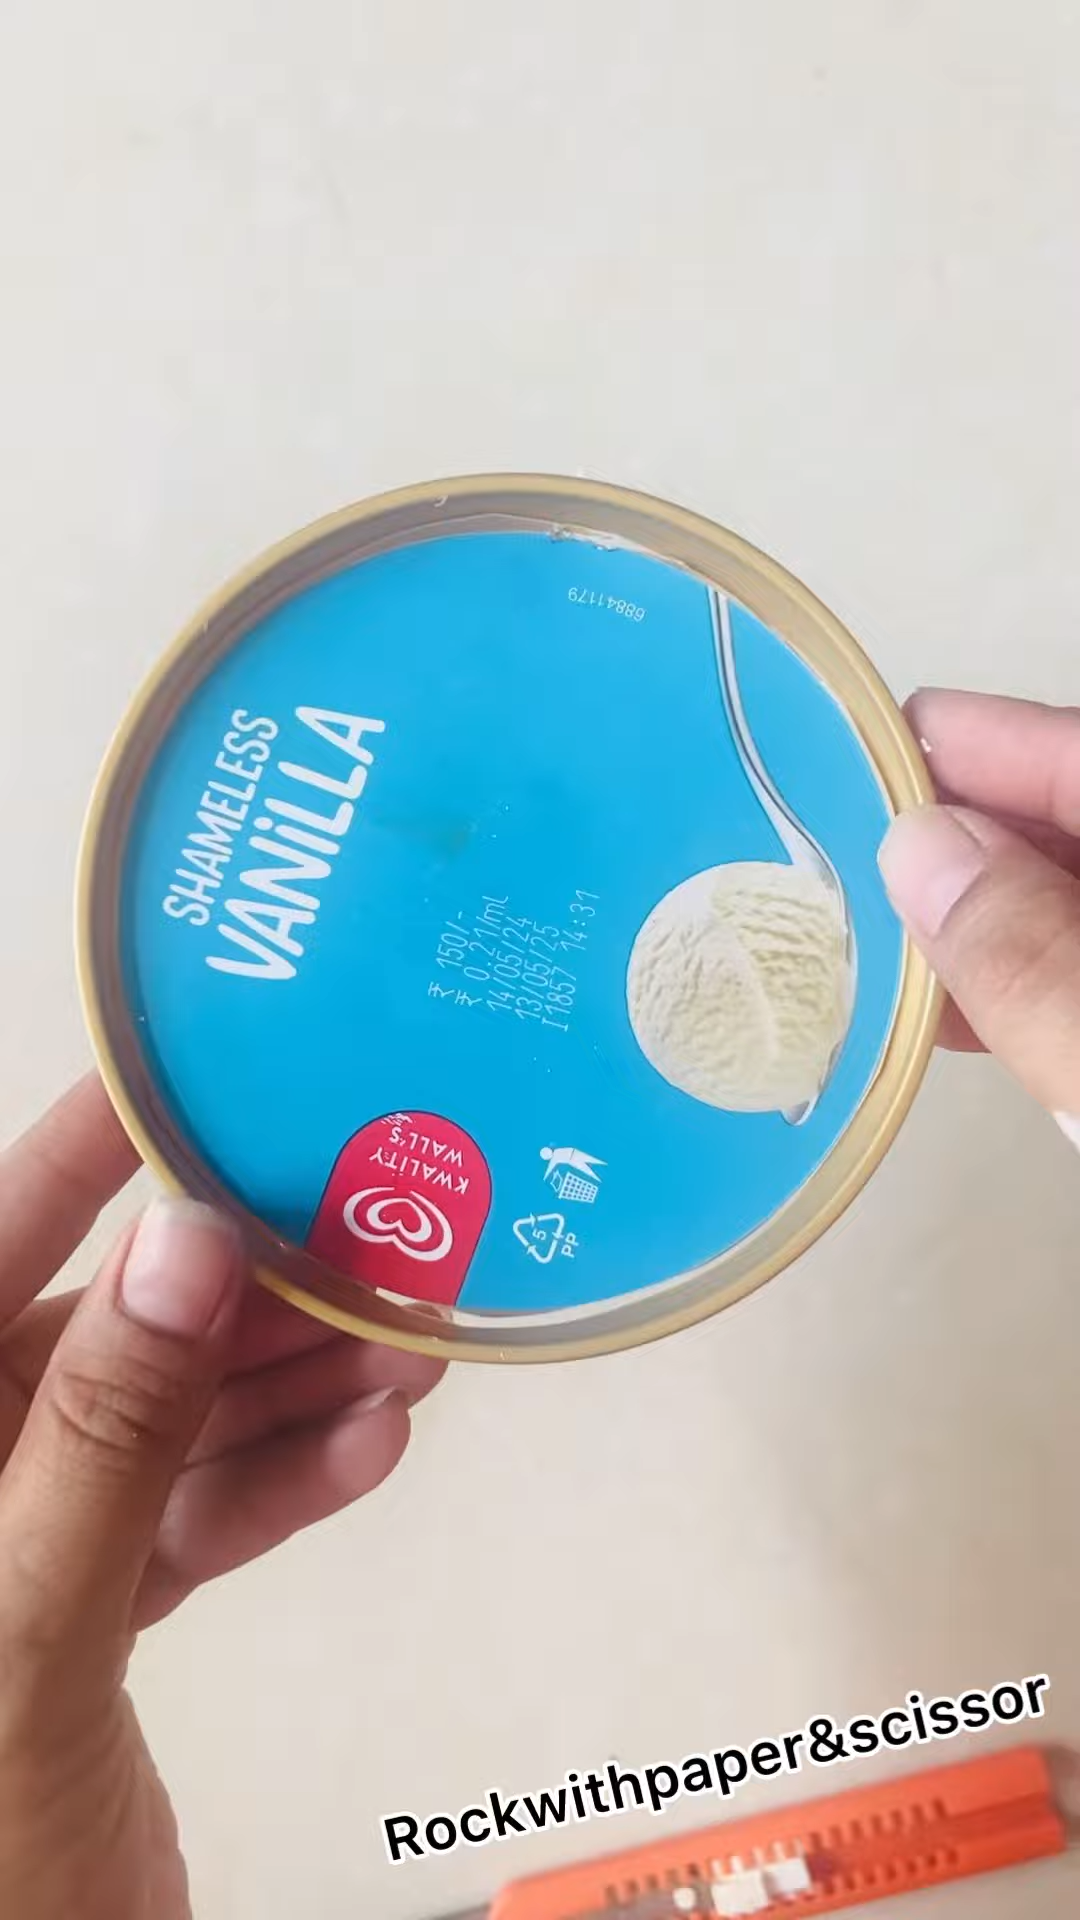 68841179
SHAMELESS
VANiLLA
₹ 150/-
₹ 0.21/mL
14/05/24
13/05/25
I1857 14:31
KWALITY
WALL'S
5
PP
Rockwithpaper&scissor